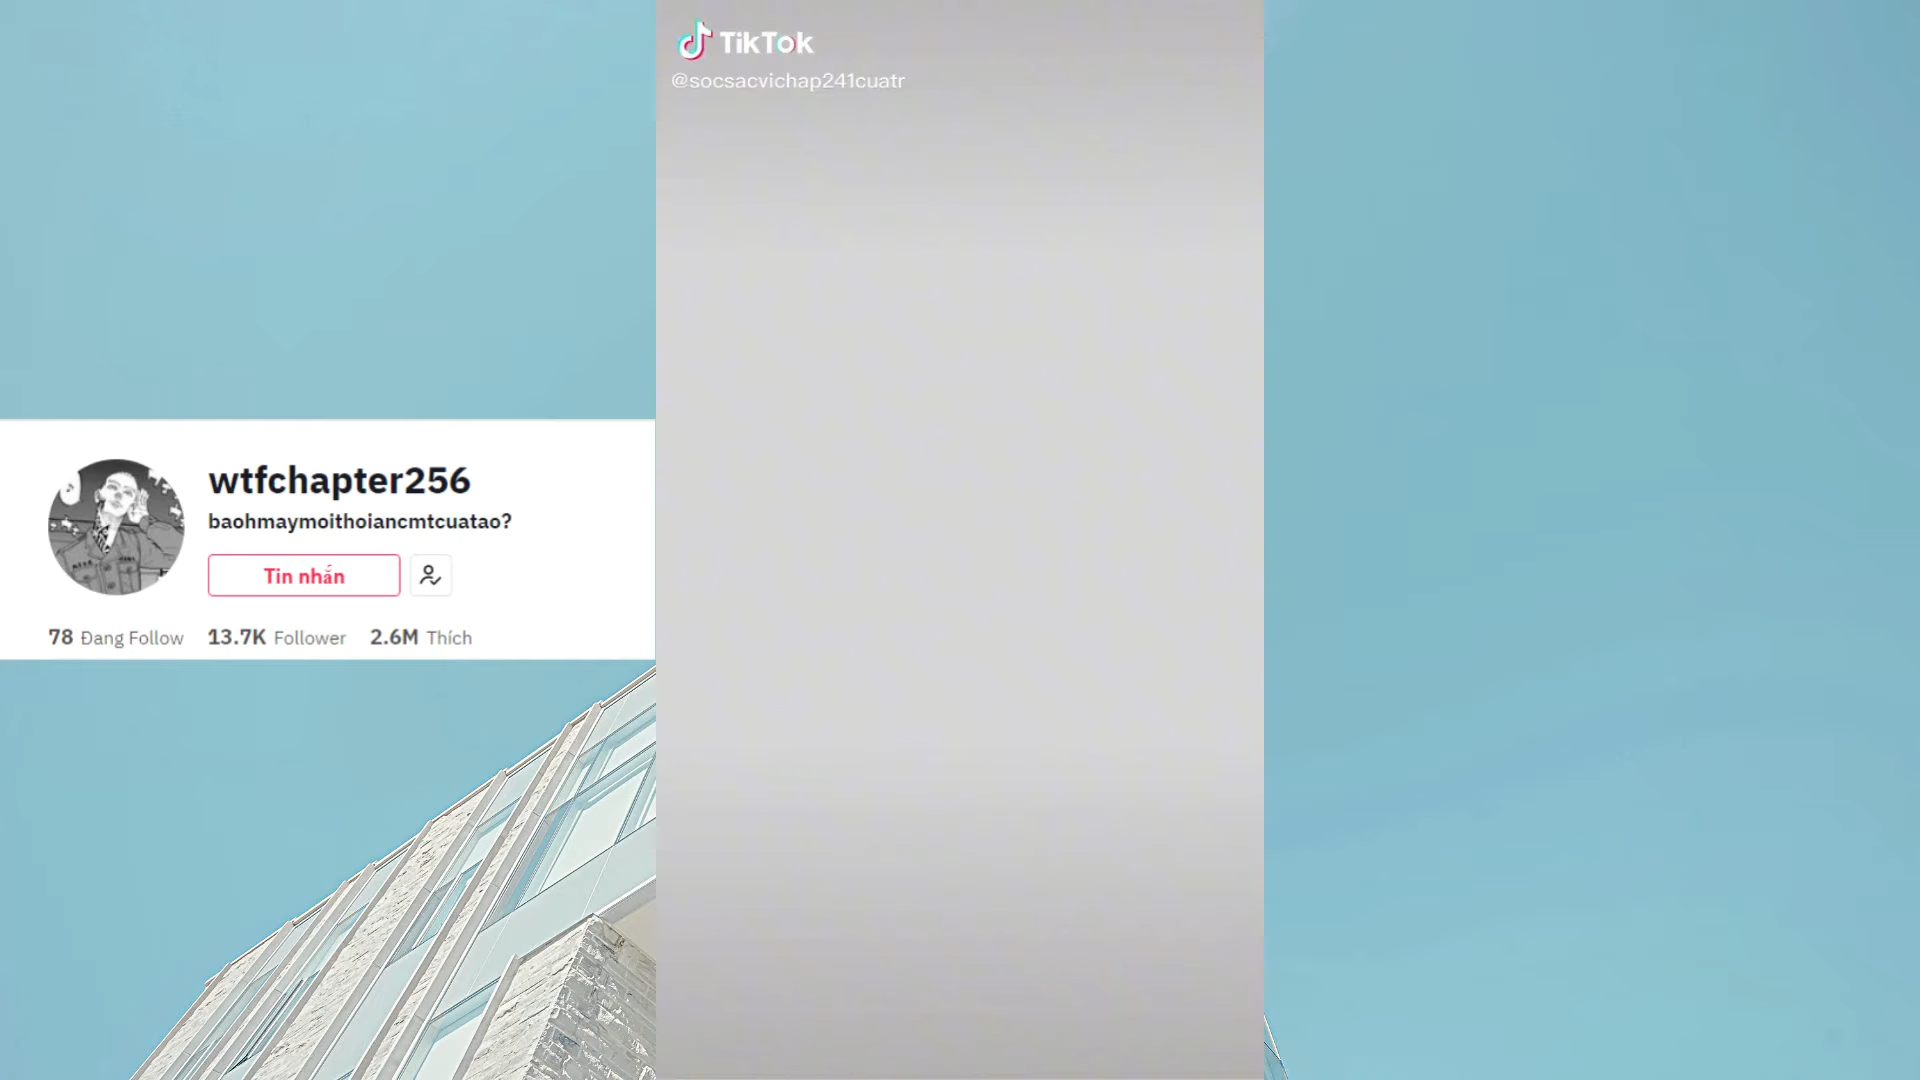 TikTok
@socsacvichap241cuatr
wtfchapter256
baohmaymoithoiancmtcuatao?
Tin nhắn
78 Đang Follow 13.7K Follower 2.6M Thích